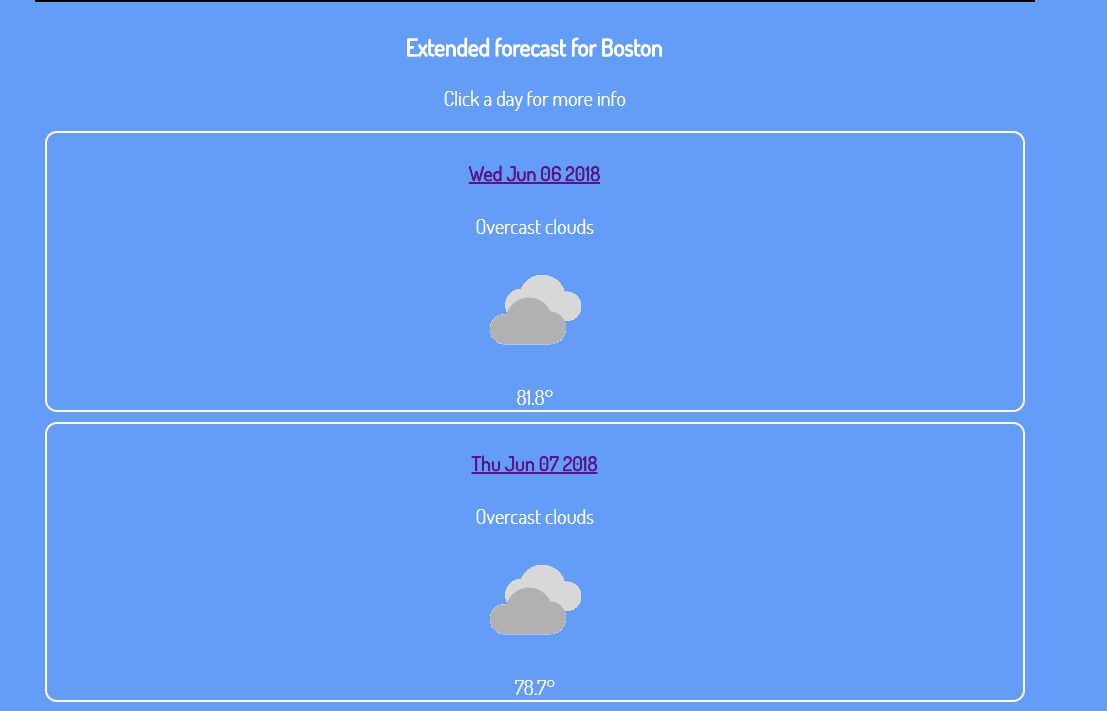 Extended forecast for Boston
Click a day for more info
Wed Jun 06 2018
Overcast clouds
81.8°
Thu Jun 07 2018
Overcast clouds
78.7°